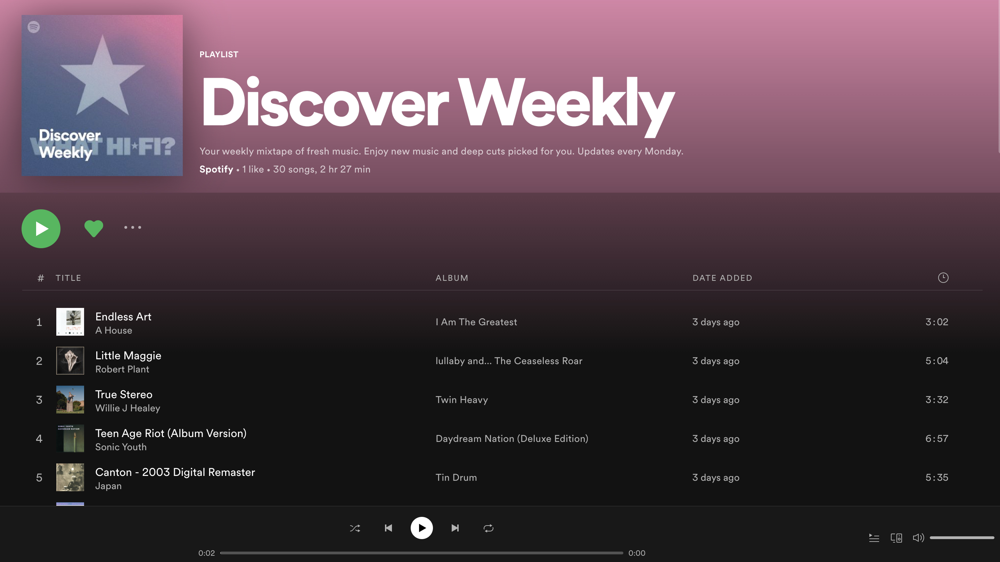 Discover
Weekly
WHAT HI★FI?
PLAYLIST
Discover Weekly
Your weekly mixtape of fresh music. Enjoy new music and deep cuts picked for you. Updates every Monday.
Spotify • 1 like • 30 songs, 2 hr 27 min
# TITLE ALBUM DATE ADDED
1 Endless Art I Am The Greatest 3 days ago 3:02
A House
2 Little Maggie lullaby and... The Ceaseless Roar 3 days ago 5:04
Robert Plant
3 True Stereo Twin Heavy 3 days ago 3:32
Willie J Healey
4 Teen Age Riot (Album Version) Daydream Nation (Deluxe Edition) 3 days ago 6:57
Sonic Youth
SONIC YOUTH
DAYDREAM NATION
5 Canton - 2003 Digital Remaster Tin Drum 3 days ago 5:35
Japan
0:02 0:00